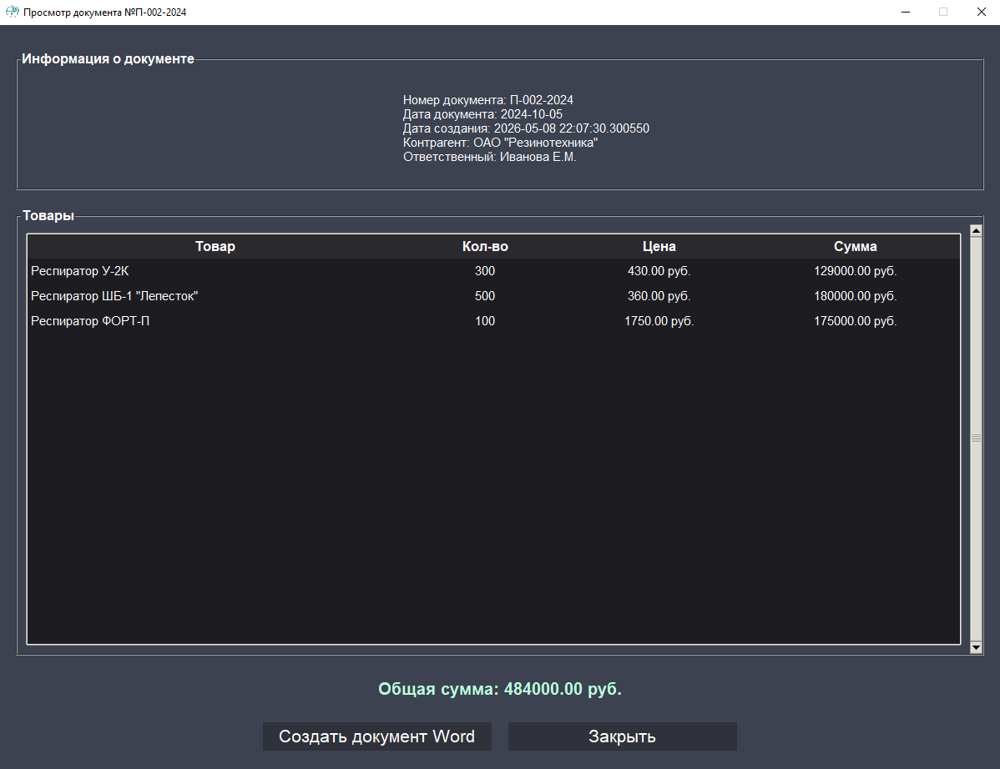 Просмотр документа №П-002-2024
Информация о документе
Номер документа: П-002-2024
Дата документа: 2024-10-05
Дата создания: 2026-05-08 22:07:30.300550
Контрагент: ОАО "Резинотехника"
Ответственный: Иванова Е.М.
Товары
Товар Кол-во Цена Сумма
Респиратор У-2К 300 430.00 руб. 129000.00 руб.
Респиратор ШБ-1 "Лепесток" 500 360.00 руб. 180000.00 руб.
Респиратор ФОРТ-П 100 1750.00 руб. 175000.00 руб.
Общая сумма: 484000.00 руб.
Создать документ Word Закрыть